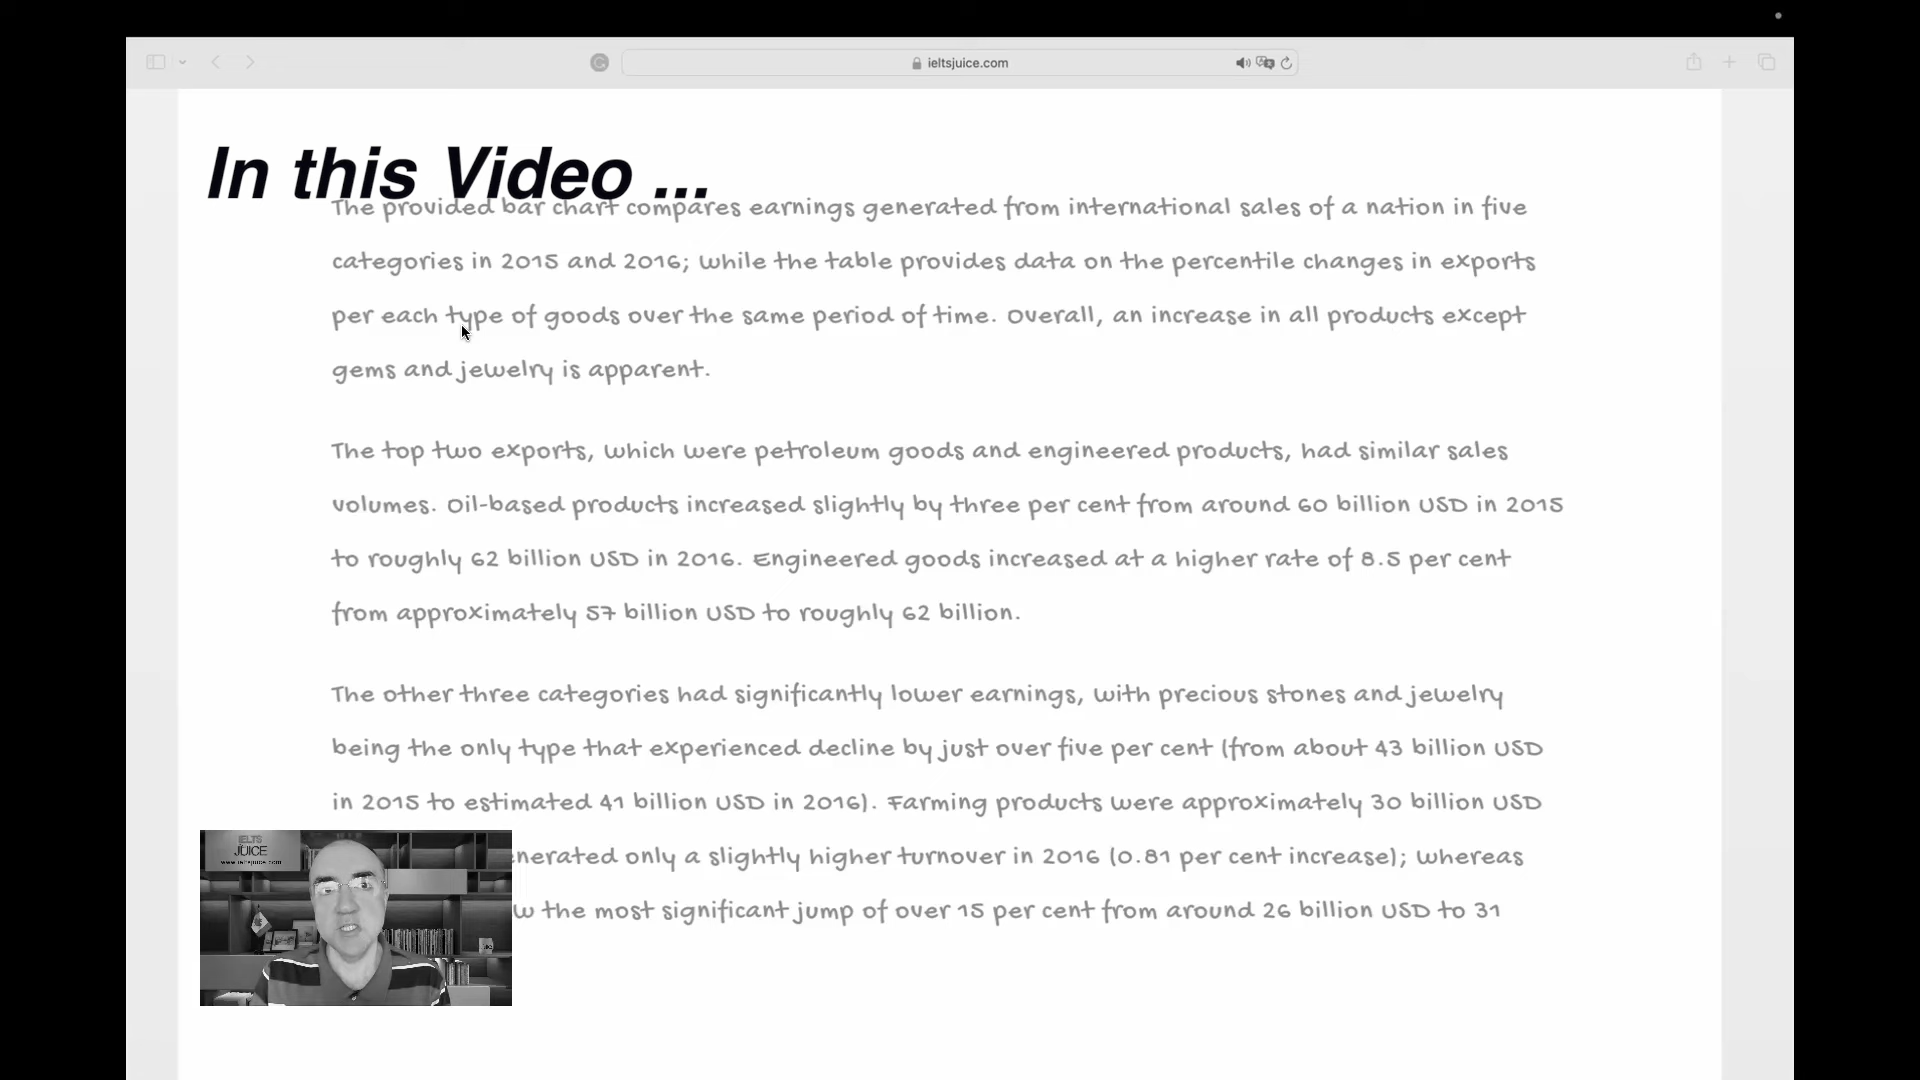 ieltsjuice.com
In this Video ...
The provided bar chart compares earnings generated from international sales of a nation in five
categories in 2015 and 2016; while the table provides data on the percentile changes in exports
per each type of goods over the same period of time. Overall, an increase in all products except
gems and jewelry is apparent.
The top two exports, which were petroleum goods and engineered products, had similar sales
volumes. Oil-based products increased slightly by three per cent from around 60 billion USD in 2015
to roughly 62 billion USD in 2016. Engineered goods increased at a higher rate of 8.5 per cent
from approximately 57 billion USD to roughly 62 billion.
The other three categories had significantly lower earnings, with precious stones and jewelry
being the only type that experienced decline by just over five per cent (from about 43 billion USD
in 2015 to estimated 41 billion USD in 2016). Farming products were approximately 30 billion USD
only a slightly higher turnover in 2016 (0.81 per cent increase); whereas
the most significant jump of over 15 per cent from around 26 billion USD to 31
IELTS
JUICE
www.ieltsjuice.com